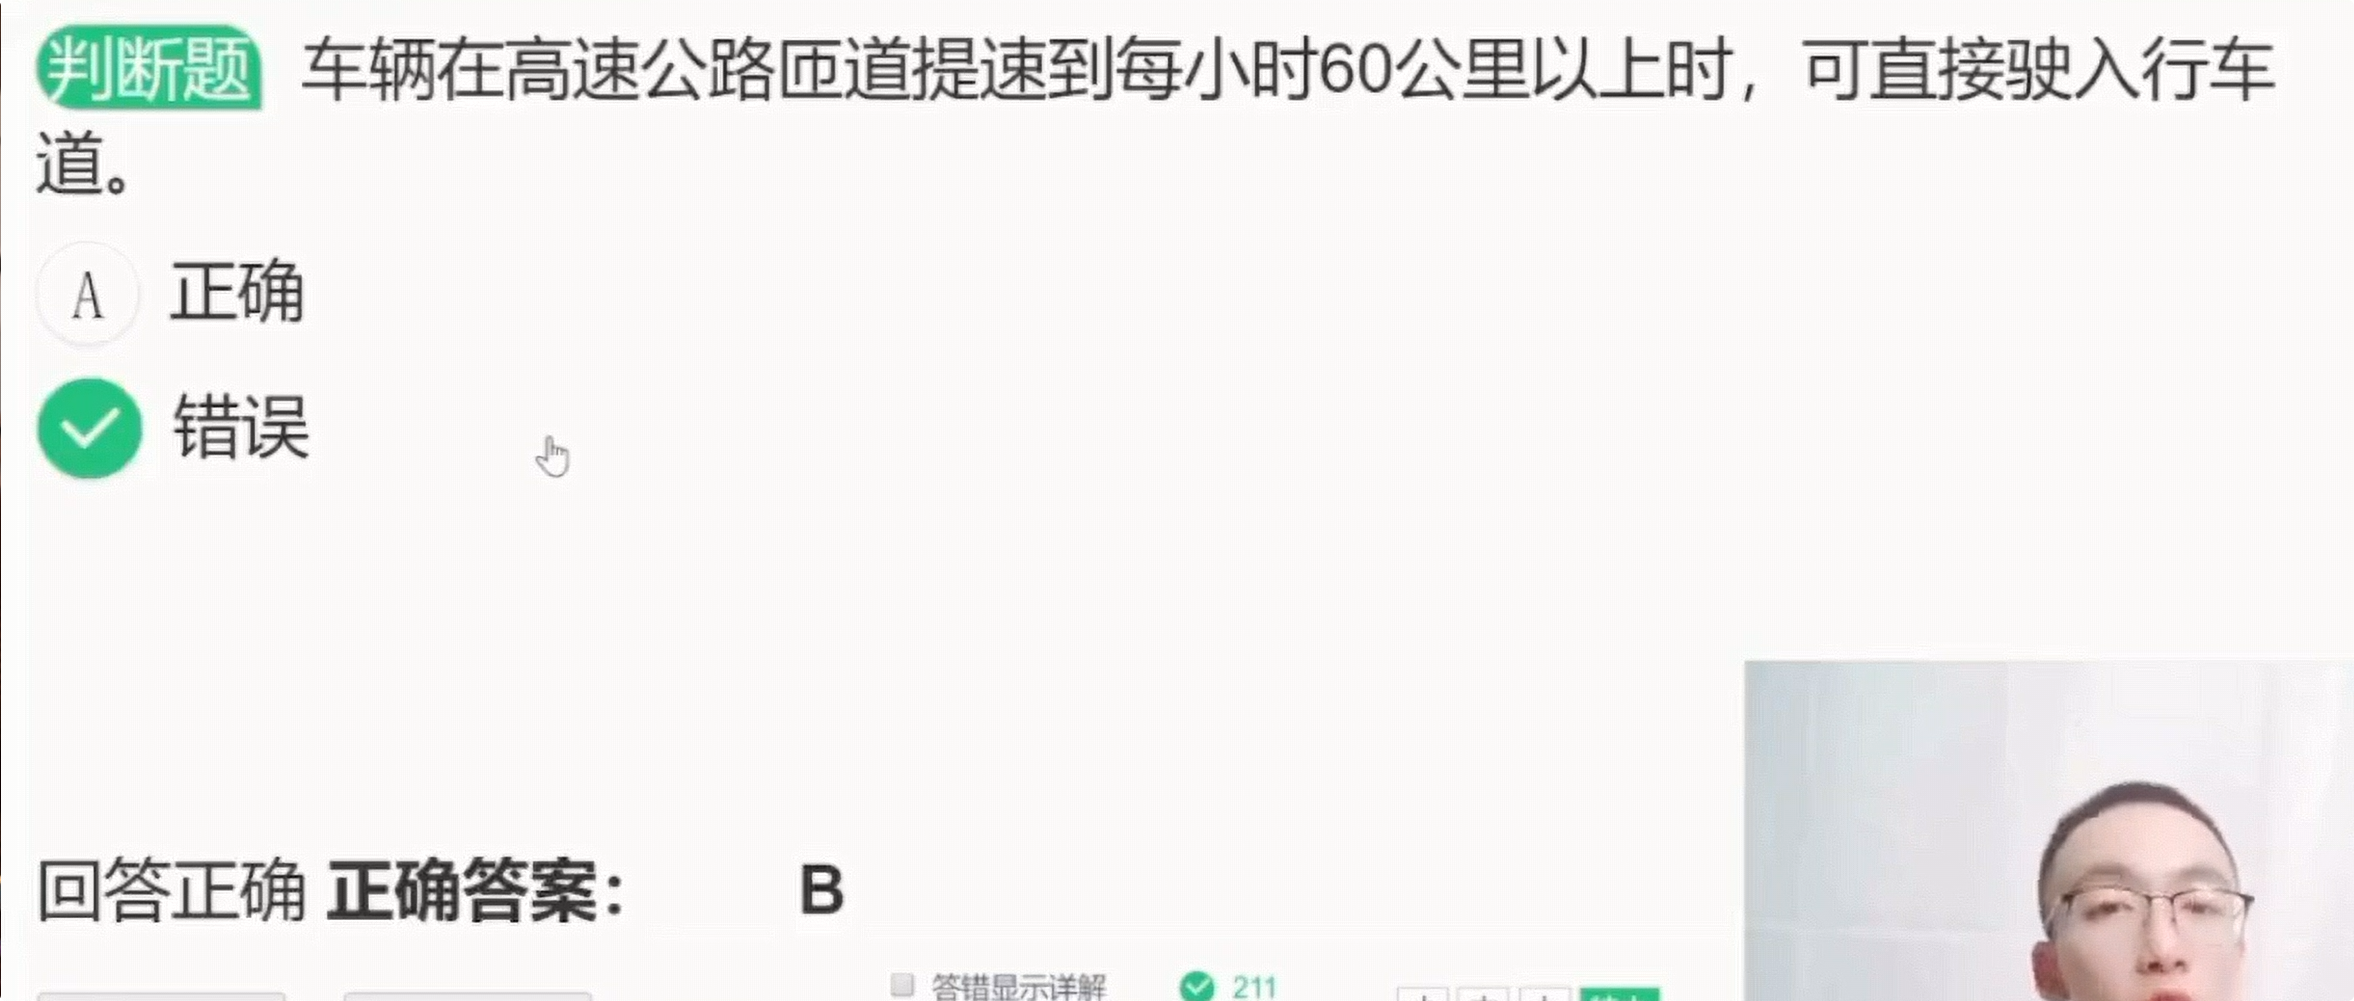 判断题 车辆在高速公路匝道提速到每小时60公里以上时，可直接驶入行车
道。
A 正确
错误
回答正确 正确答案： B
答错显示详解 211